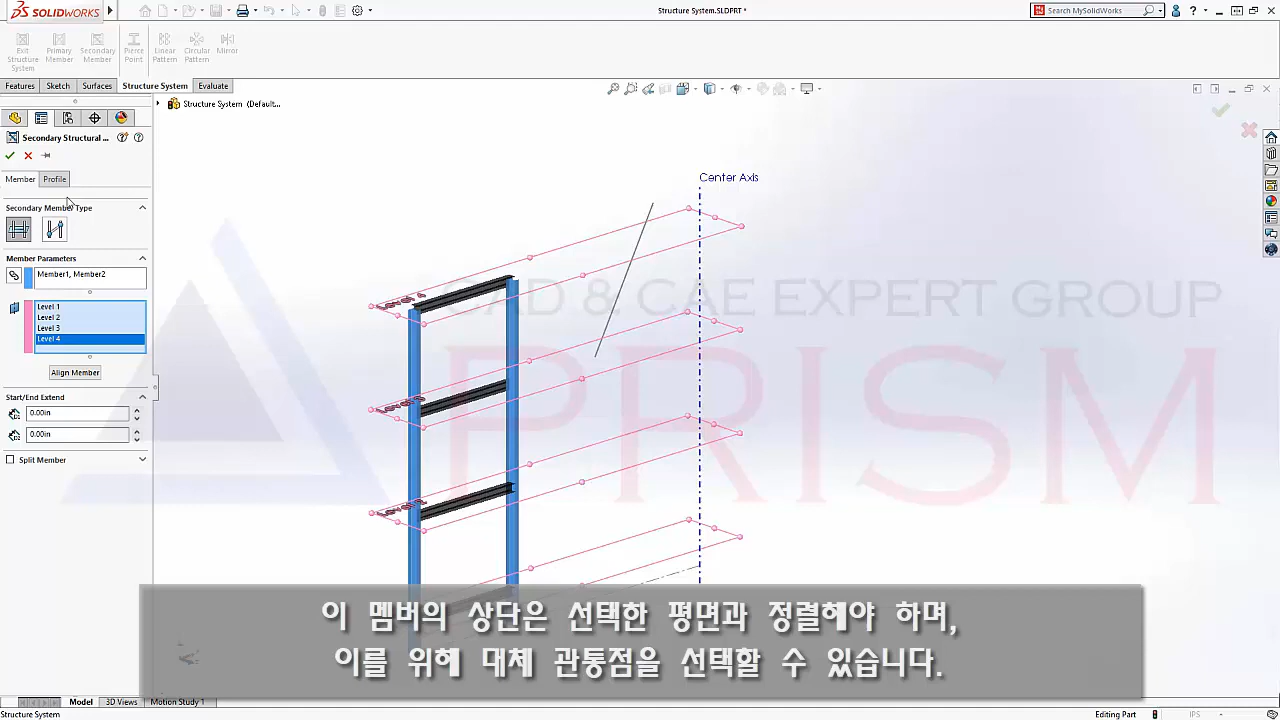 SOLIDWORKS
Structure System.SLDPRT *
Search MySolidWorks
Exit Structure System
Primary Member
Secondary Member
Pierce Point
Linear Pattern
Circular Pattern
Mirror
Features
Sketch
Surfaces
Structure System
Evaluate
Structure System (Default...
Secondary Structural ...
Member
Profile
Secondary Member Type
Member Parameters
Member1, Member2
Level 1
Level 2
Level 3
Level 4
Align Member
Start/End Extend
0.00in
0.00in
Split Member
Center Axis
CAD & CAE EXPERT GROUP
PRISM
이 멤버의 상단은 선택한 평면과 정렬해야 하며,
이를 위해 대체 관통점을 선택할 수 있습니다.
Model
3D Views
Motion Study 1
Structure System
Editing Part
IPS